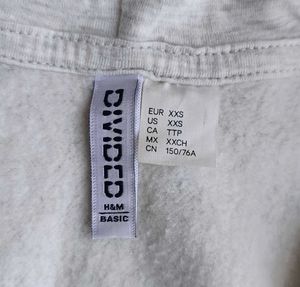 DIVIDED
H&M
BASIC
EUR XXS
US XXS
CA TTP
MX XXCH
CN 150/76A